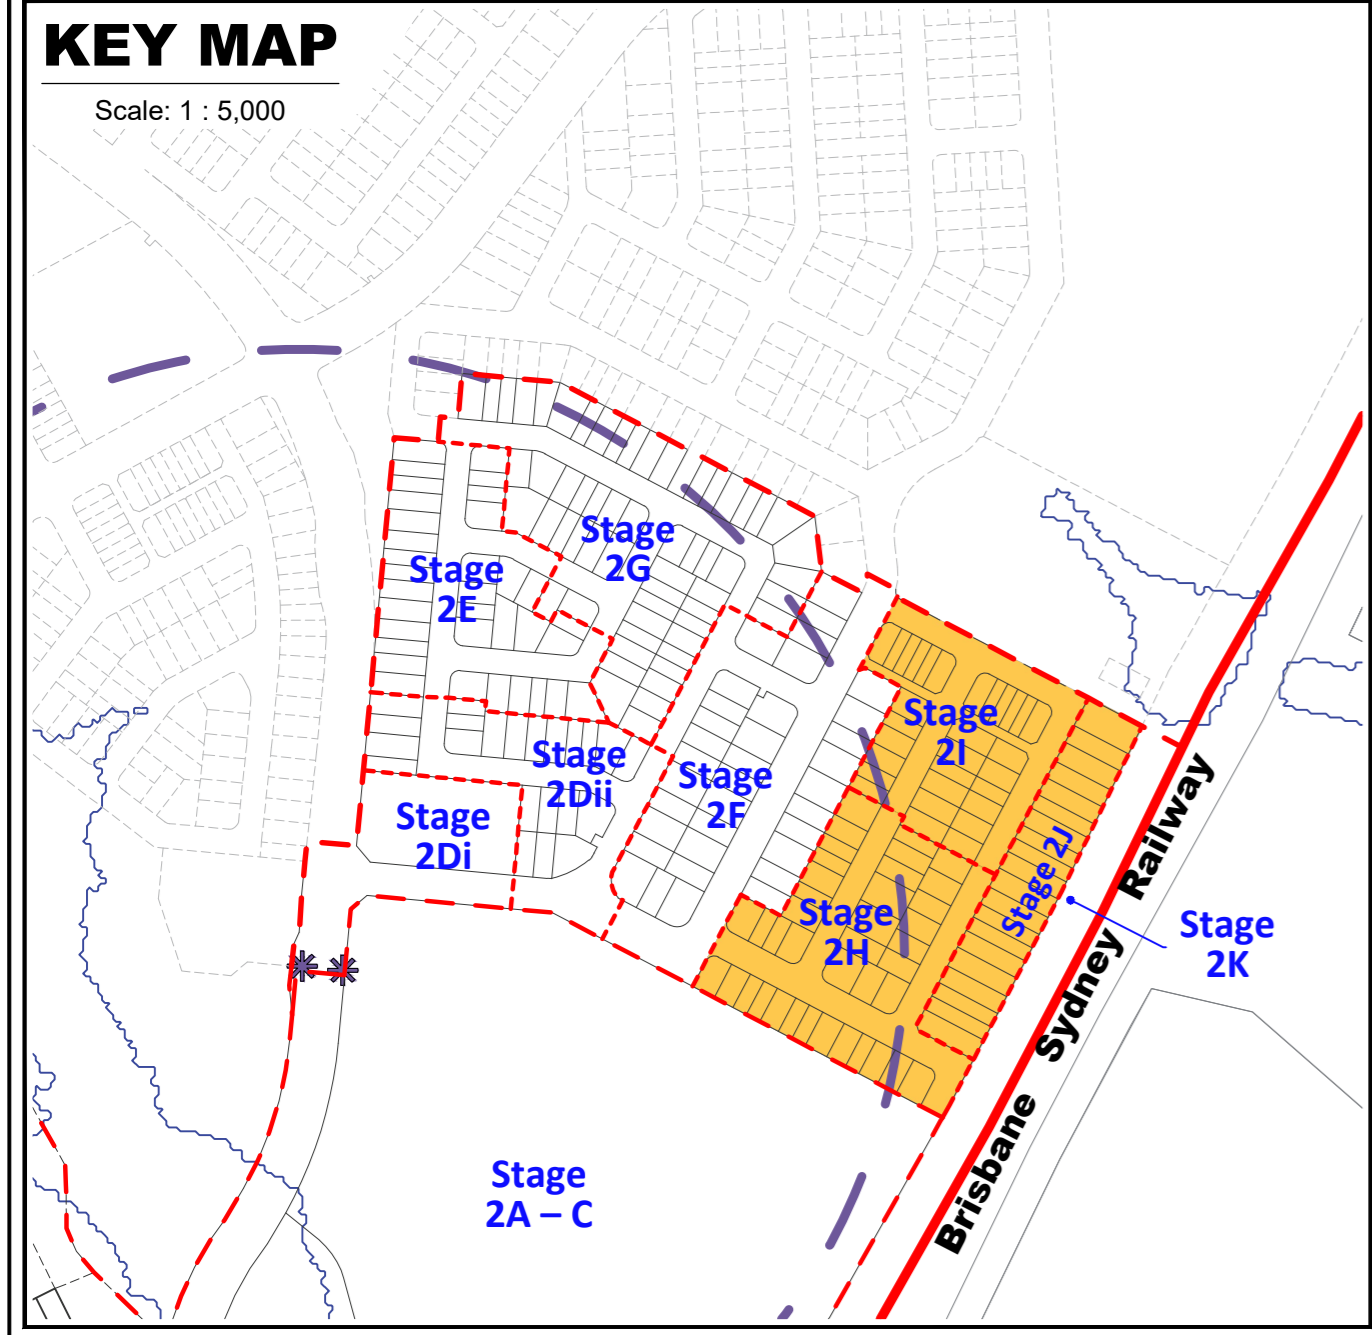 KEY MAP
Scale: 1 : 5,000
Stage
2G
Stage
2E
Stage
2I
Stage
2Dii
Stage
2F
Stage
2Di
Stage 2J
Stage
2H
Stage
2K
Brisbane Sydney Railway
Stage
2A – C